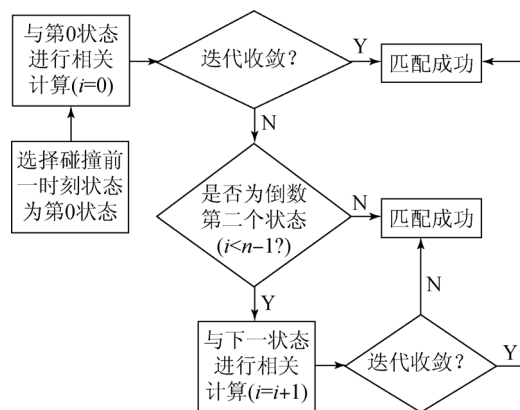 与第0状态
进行相关
计算(i=0)
迭代收敛?
Y
匹配成功
N
选择碰撞前
一时刻状态
为第0状态
是否为倒数
第二个状态
(i<n−1?)
N
匹配成功
Y
N
与下一状态
进行相关
计算(i=i+1)
迭代收敛?
Y